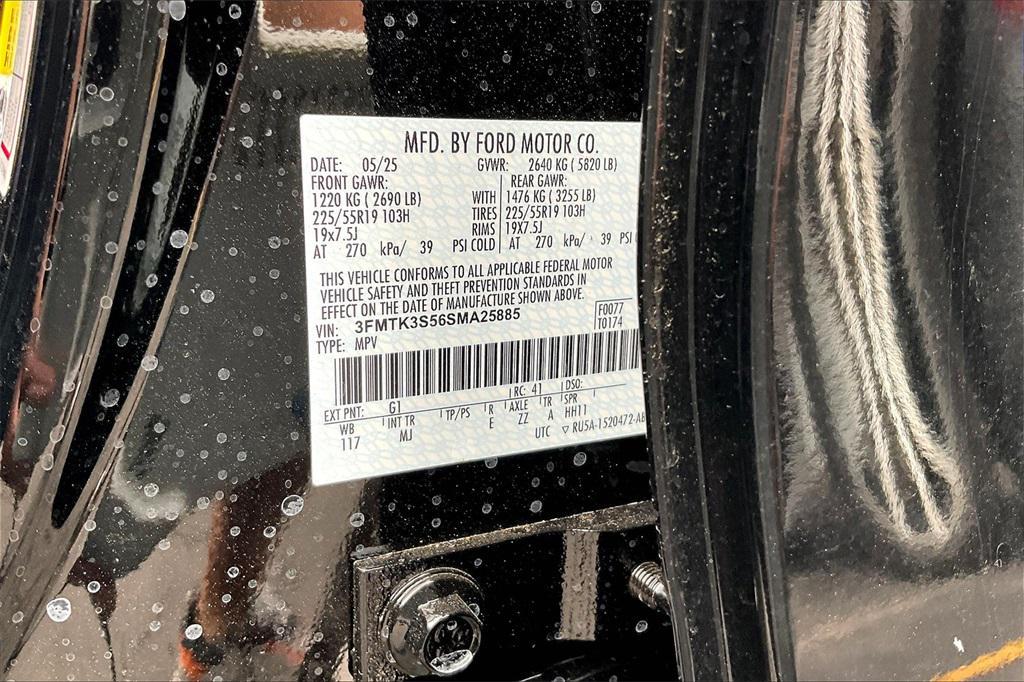 MFD. BY FORD MOTOR CO.
DATE: 05/25 GVWR: 2640 KG ( 5820 LB)
FRONT GAWR: REAR GAWR:
1220 KG ( 2690 LB) WITH 1476 KG ( 3255 LB)
225/55R19 103H TIRES 225/55R19 103H
19x7.5J RIMS 19x7.5J
AT 270 kPa/ 39 PSI COLD AT 270 kPa/ 39 PSI
THIS VEHICLE CONFORMS TO ALL APPLICABLE FEDERAL MOTOR
VEHICLE SAFETY AND THEFT PREVENTION STANDARDS IN
EFFECT ON THE DATE OF MANUFACTURE SHOWN ABOVE.
VIN: 3FMTK3S56SMA25885 F0077
TYPE: MPV T0174
EXT PNT: G1 RC: 41 DSO:
WB INT TR TP/PS R AXLE TR SPR
117 MJ E ZZ A HH11
UTC ▽ RU5A-1520472-AB